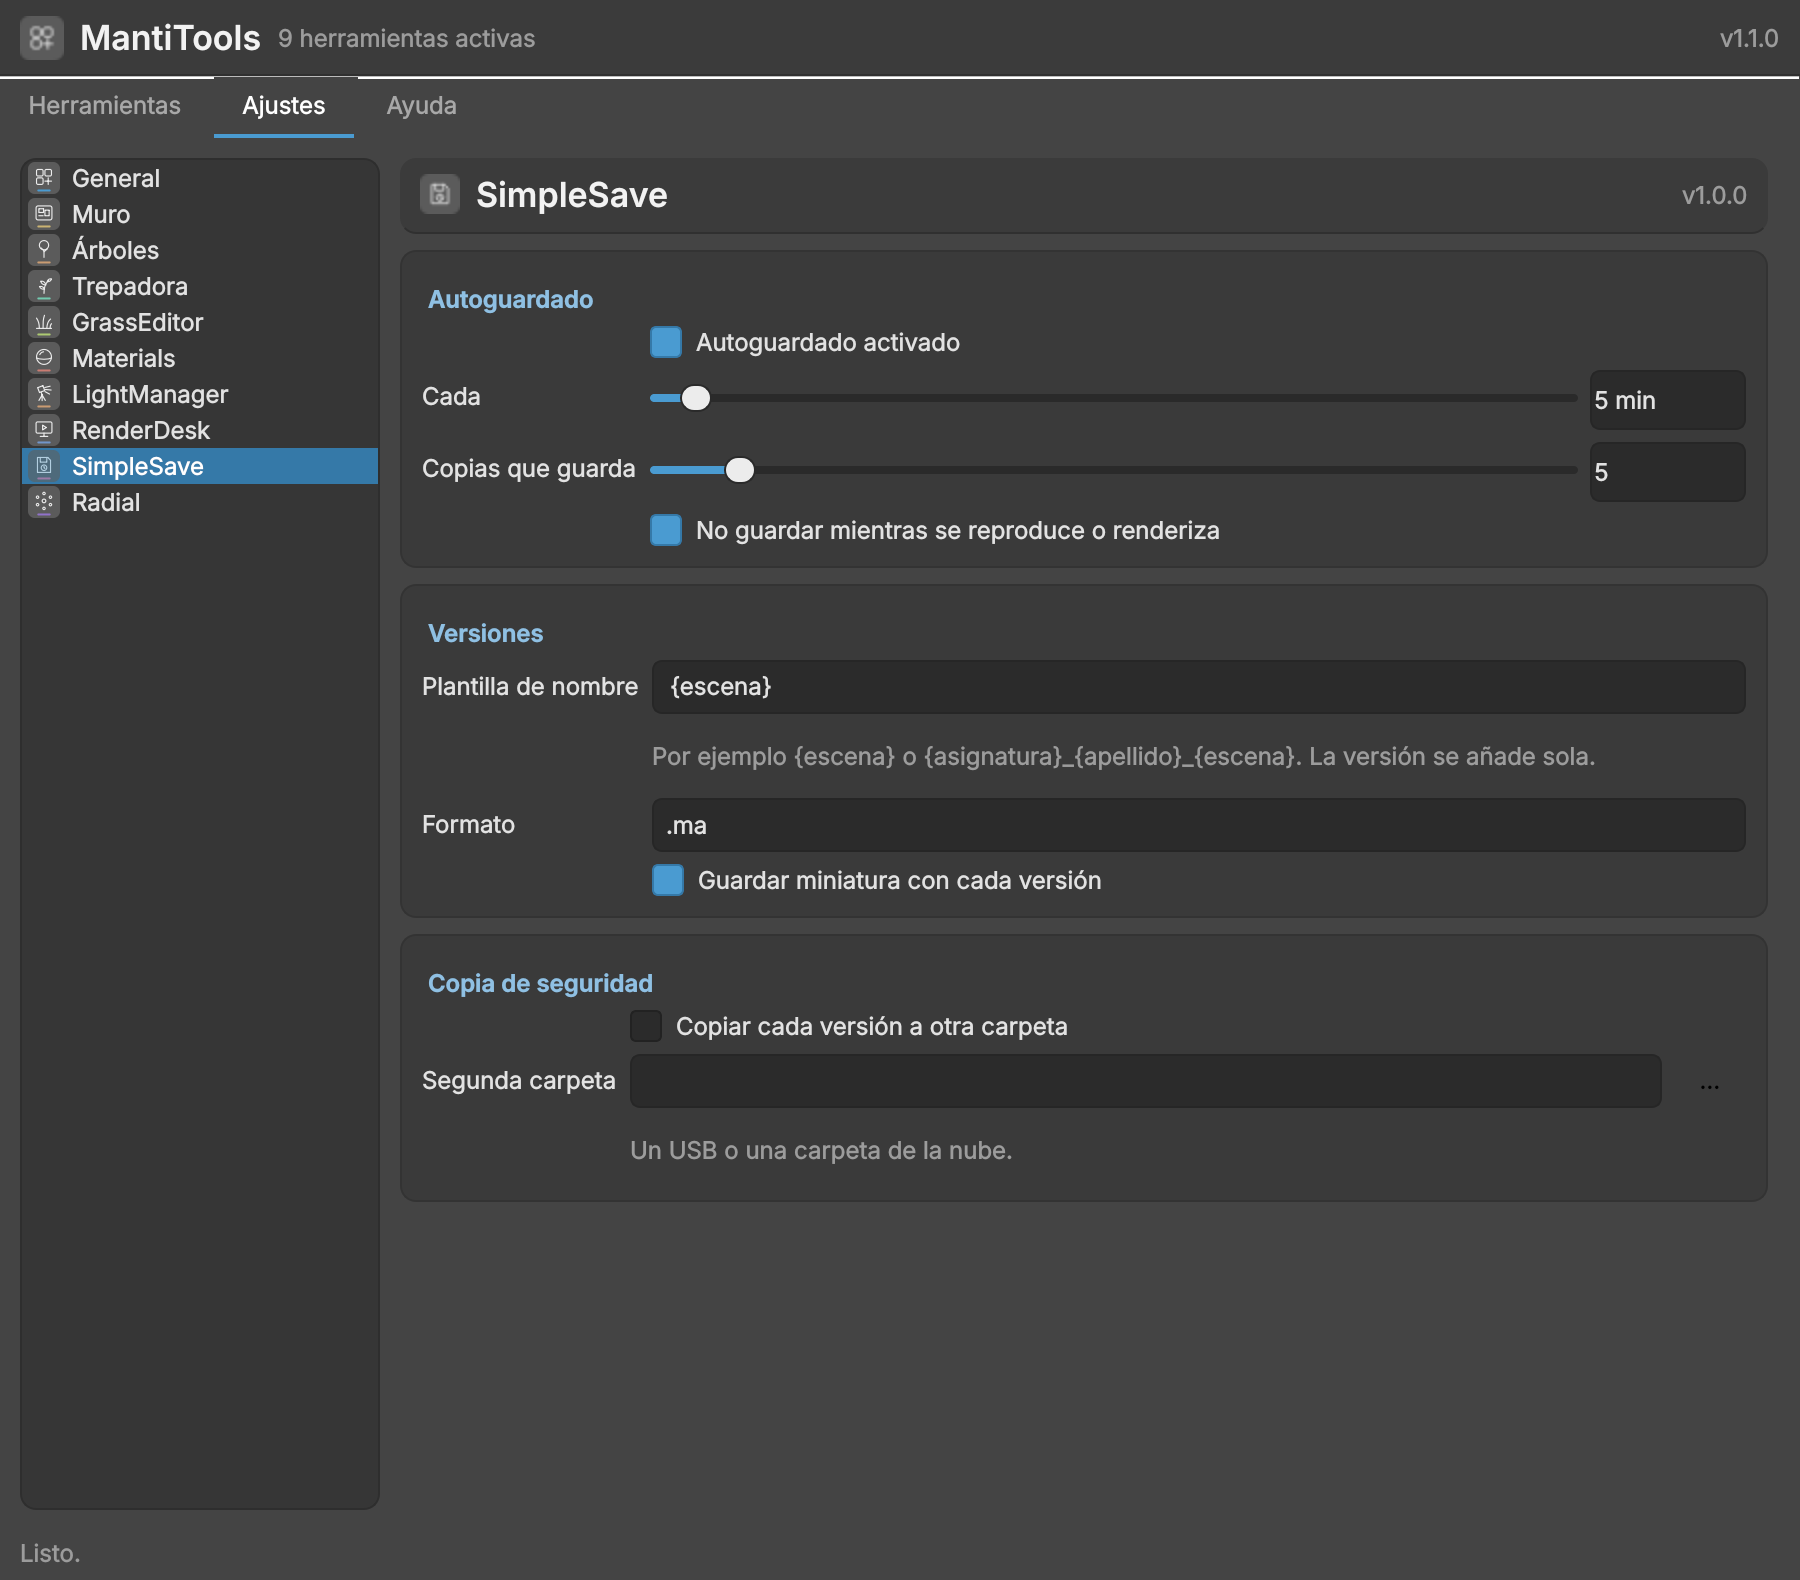 MantiTools 9 herramientas activas v1.1.0
Herramientas Ajustes Ayuda
General
Muro
Árboles
Trepadora
GrassEditor
Materials
LightManager
RenderDesk
SimpleSave
Radial
SimpleSave v1.0.0
Autoguardado
Autoguardado activado
Cada 5 min
Copias que guarda 5
No guardar mientras se reproduce o renderiza
Versiones
Plantilla de nombre {escena}
Por ejemplo {escena} o {asignatura}_{apellido}_{escena}. La versión se añade sola.
Formato .ma
Guardar miniatura con cada versión
Copia de seguridad
Copiar cada versión a otra carpeta
Segunda carpeta ...
Un USB o una carpeta de la nube.
Listo.